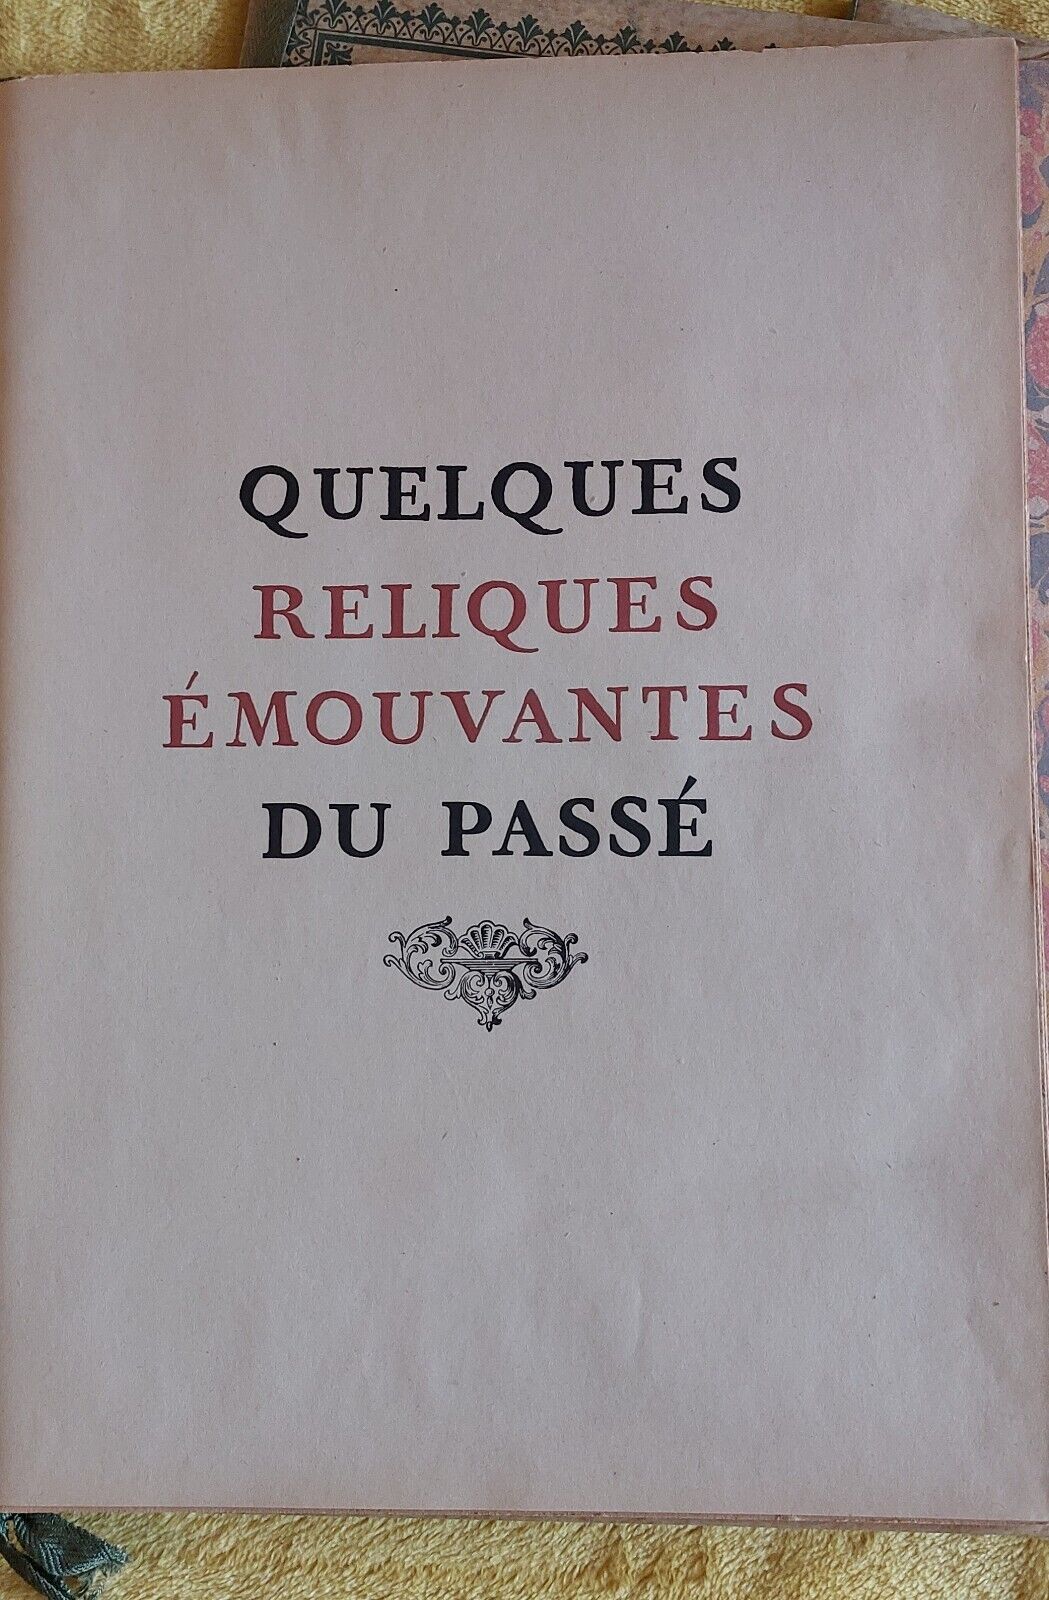 QUELQUES
RELIQUES
ÉMOUVANTES
DU PASSÉ